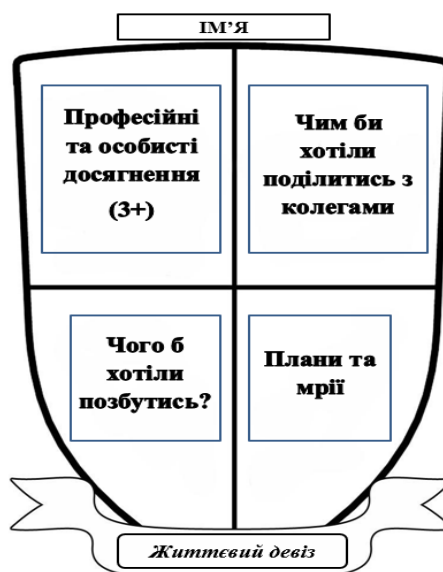 ІМ’Я
Професійні
та особисті
досягнення
(3+)
Чим би
хотіли
поділитись з
колегами
Чого б
хотіли
позбутись?
Плани та
мрії
Життєвий девіз